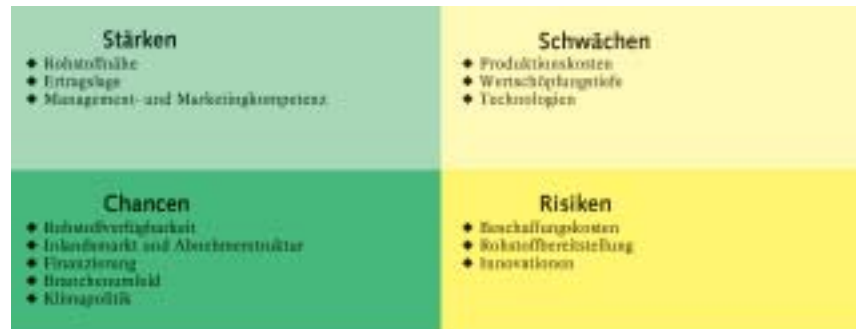 Stärken
◆ Rohstoffnähe
◆ Ertragslage
◆ Management- und Marketingkompetenz
Schwächen
◆ Produktionskosten
◆ Wertschöpfungstiefe
◆ Technologien
Chancen
◆ Rohstoffverfügbarkeit
◆ Inlandsmarkt und Abnehmerstruktur
◆ Finanzierung
◆ Branchenumfeld
◆ Klimapolitik
Risiken
◆ Beschaffungskosten
◆ Rohstoffbereitstellung
◆ Innovationen